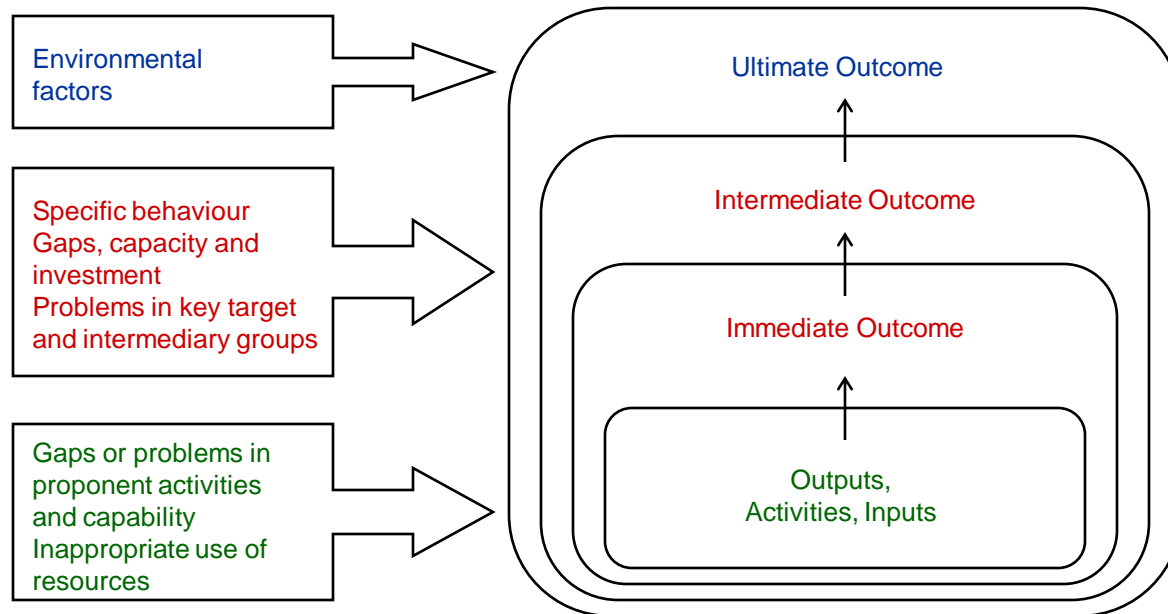 Environmental
factors
Ultimate Outcome
Specific behaviour
Gaps, capacity and
investment
Problems in key target
and intermediary groups
Intermediate Outcome
Immediate Outcome
Gaps or problems in
proponent activities
and capability
Inappropriate use of
resources
Outputs,
Activities, Inputs